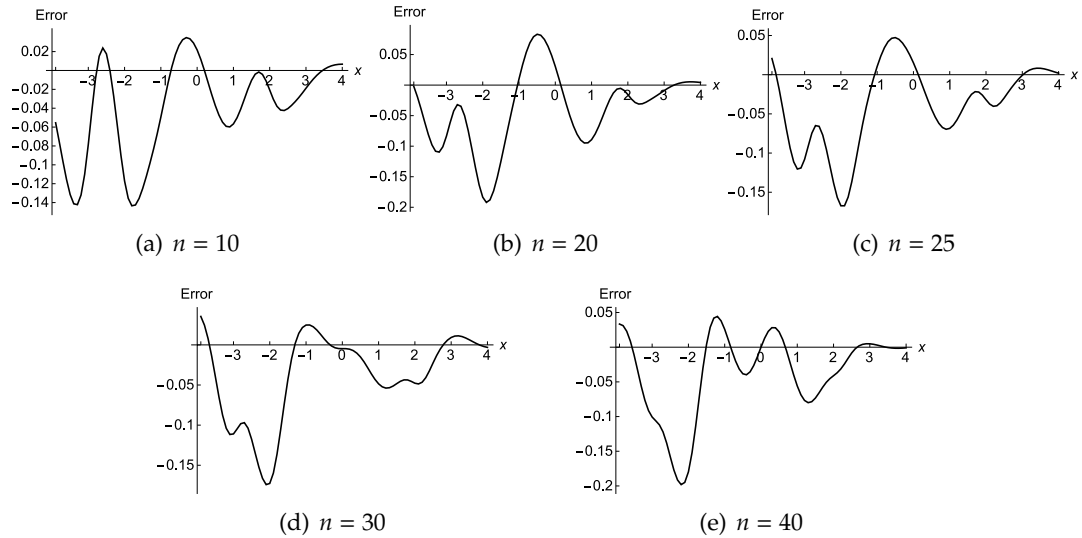 Error
0.02
−3 −2 −1 0 1 2 3 4 x
−0.02
−0.04
−0.06
−0.08
−0.1
−0.12
−0.14
(a) n = 10
Error
0.05
−4 −3 −2 −1 0 1 2 3 4 x
−0.05
−0.1
−0.15
−0.2
(b) n = 20
Error
0.05
−3 −2 −1 0 1 2 3 4 x
−0.05
−0.1
−0.15
(c) n = 25
Error
−3 −2 −1 0 1 2 3 4 x
−0.05
−0.1
−0.15
(d) n = 30
Error
0.05
−3 −2 −1 0 1 2 3 4 x
−0.05
−0.1
−0.15
−0.2
(e) n = 40